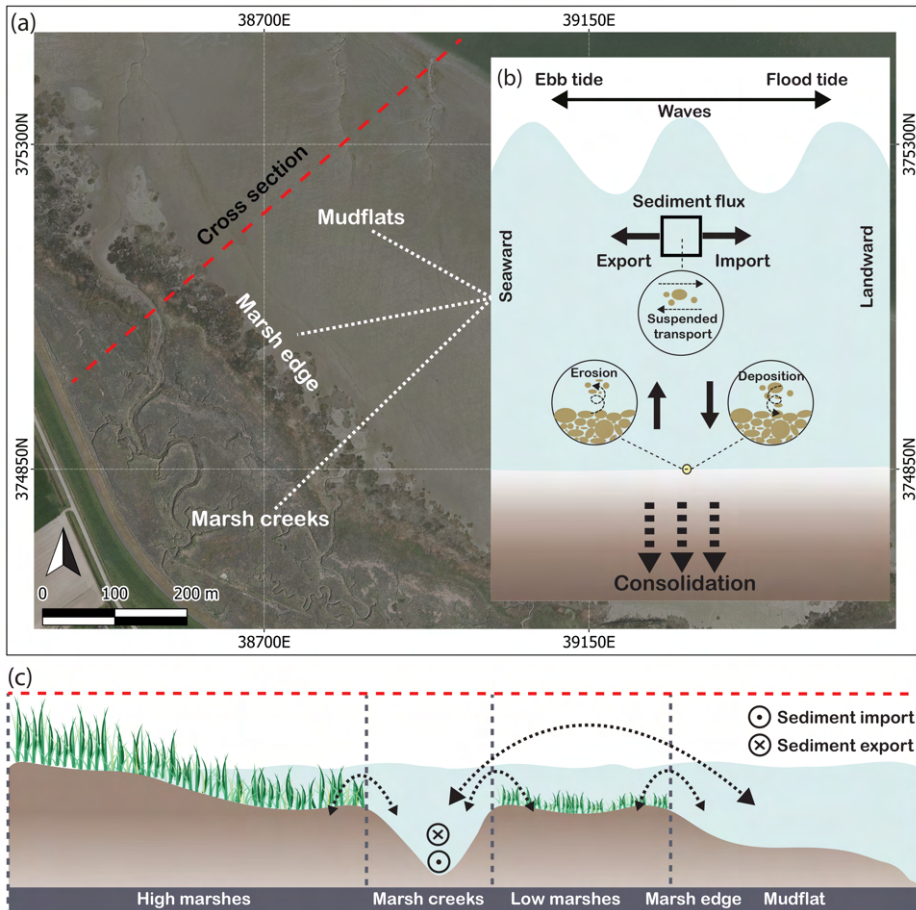 (a)
38700E
39150E
375300N
375300N
374850N
374850N
Cross section
Mudflats
Marsh edge
Marsh creeks
0
100
200 m
38700E
39150E
(b)
Ebb tide
Flood tide
Waves
Sediment flux
Export
Import
Seaward
Landward
Suspended
transport
Erosion
Deposition
Consolidation
(c)
Sediment import
Sediment export
High marshes
Marsh creeks
Low marshes
Marsh edge
Mudflat